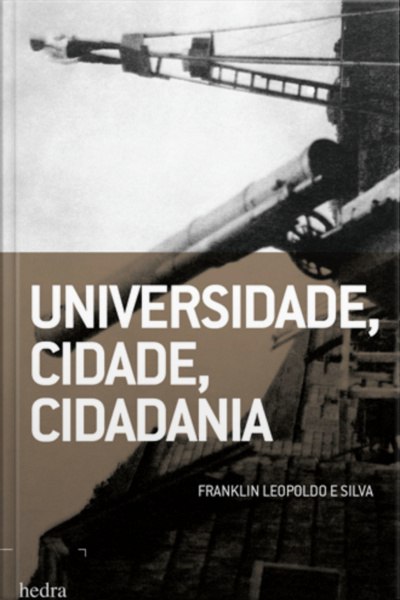 UNIVERSIDADE,
CIDADE,
CIDADANIA
FRANKLIN LEOPOLDO E SILVA
hedra